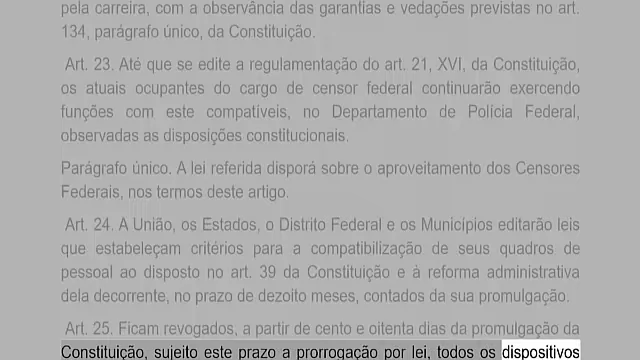 pela carreira, com a observância das garantias e vedações previstas no art.
134, parágrafo único, da Constituição.
Art. 23. Até que se edite a regulamentação do art. 21, XVI, da Constituição,
os atuais ocupantes do cargo de censor federal continuarão exercendo
funções com este compatíveis, no Departamento de Polícia Federal,
observadas as disposições constitucionais.
Parágrafo único. A lei referida disporá sobre o aproveitamento dos Censores
Federais, nos termos deste artigo.
Art. 24. A União, os Estados, o Distrito Federal e os Municípios editarão leis
que estabeleçam critérios para a compatibilização de seus quadros de
pessoal ao disposto no art. 39 da Constituição e à reforma administrativa
dela decorrente, no prazo de dezoito meses, contados da sua promulgação.
Art. 25. Ficam revogados, a partir de cento e oitenta dias da promulgação da
Constituição, sujeito este prazo a prorrogação por lei, todos os dispositivos